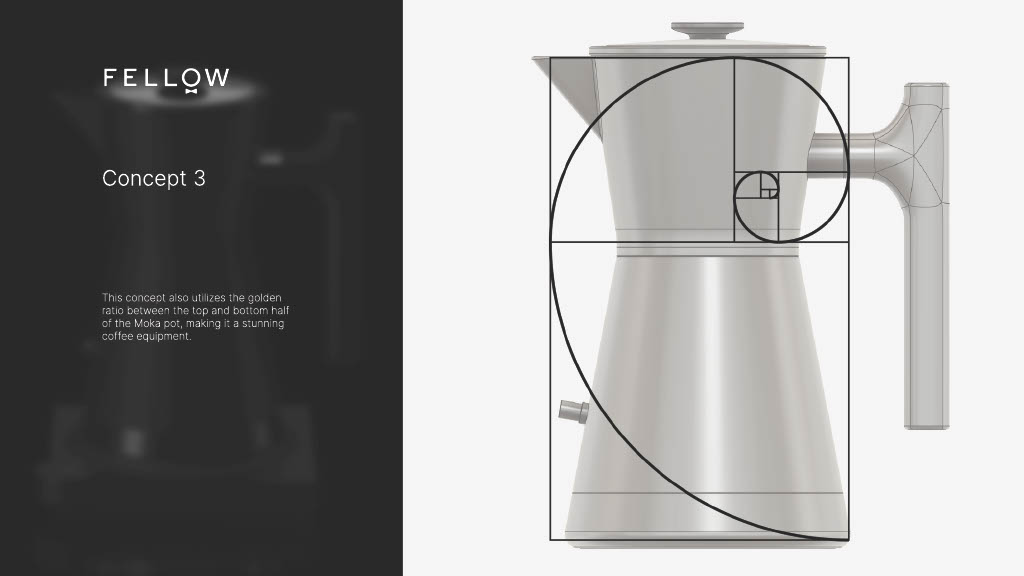 FELLOW
Concept 3
This concept also utilizes the golden
ratio between the top and bottom half
of the Moka pot, making it a stunning
coffee equipment.